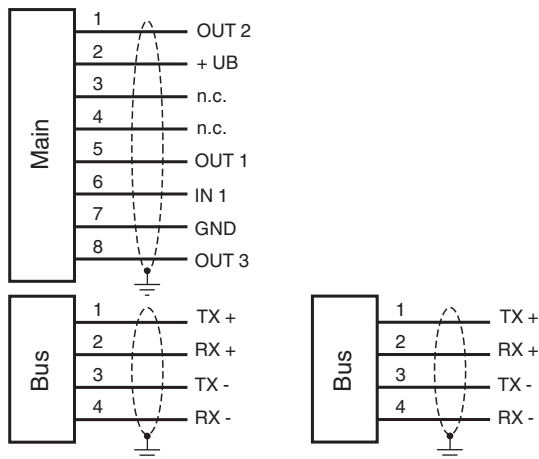 Main
1 OUT 2
2 + UB
3 n.c.
4 n.c.
5 OUT 1
6 IN 1
7 GND
8 OUT 3
Bus
1 TX +
2 RX +
3 TX -
4 RX -
Bus
1 TX +
2 RX +
3 TX -
4 RX -